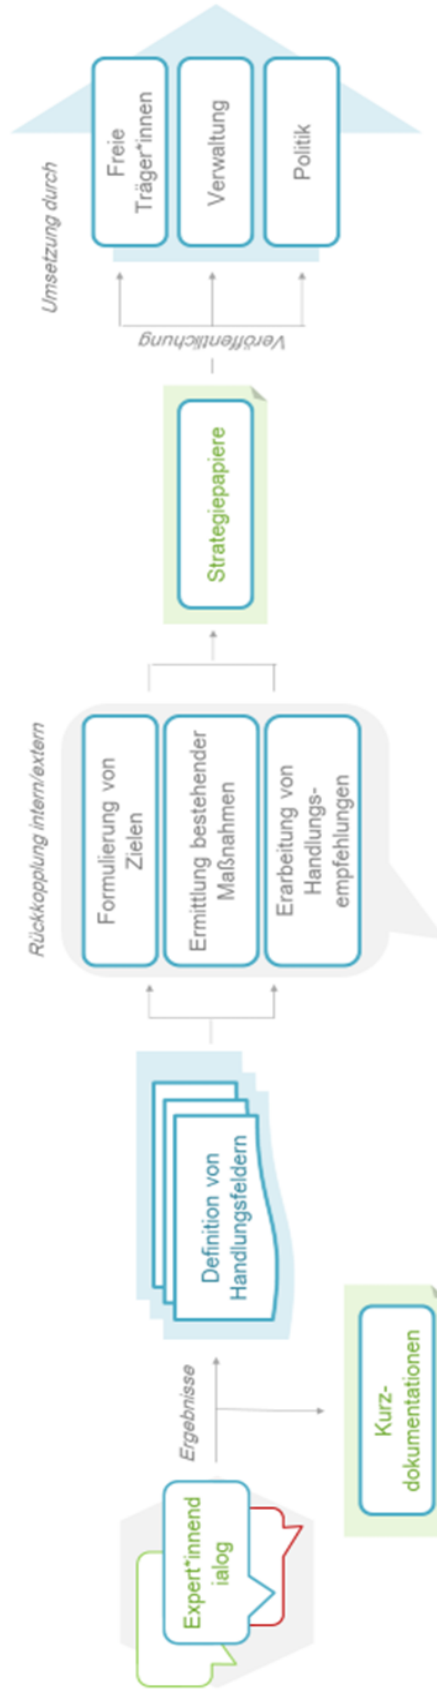 Expert*innend
ialog
Ergebnisse
Kurz-
dokumentationen
Definition von
Handlungsfeldern
Rückkopplung intern/extern
Formulierung von
Zielen
Ermittlung bestehender
Maßnahmen
Erarbeitung von
Handlungs-
empfehlungen
Strategiepapiere
Veröffentlichung
Umsetzung durch
Freie
Träger*innen
Verwaltung
Politik